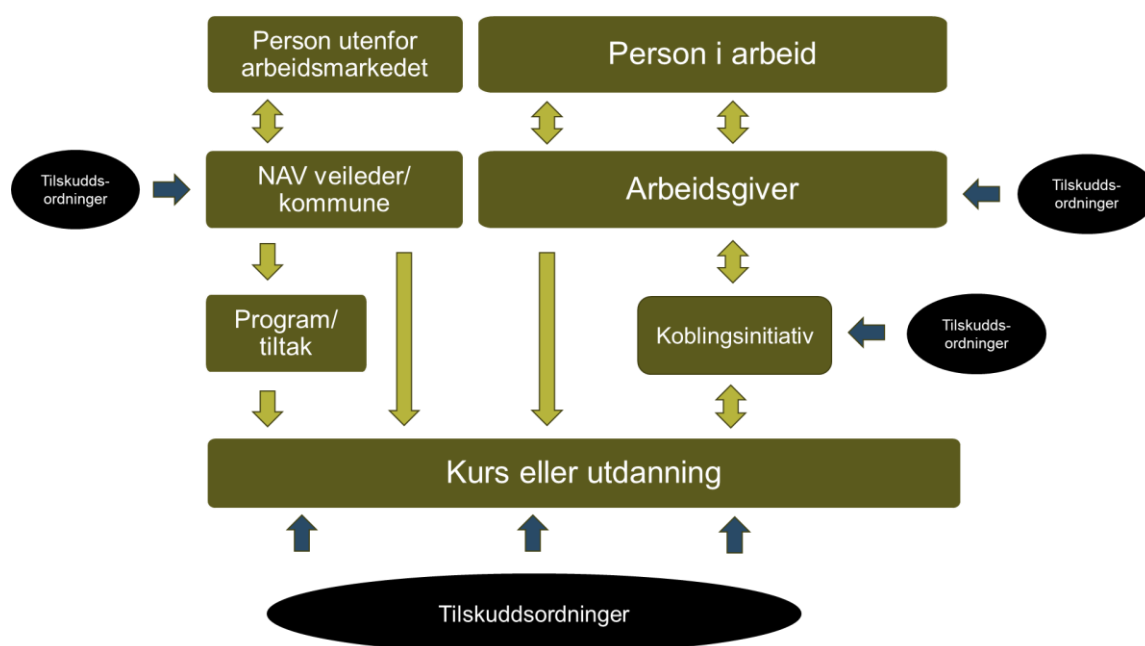 Person utenfor
arbeidsmarkedet
Person i arbeid
Tilskudds-
ordninger
NAV veileder/
kommune
Arbeidsgiver
Tilskudds-
ordninger
Program/
tiltak
Koblingsinitiativ
Tilskudds-
ordninger
Kurs eller utdanning
Tilskuddsordninger